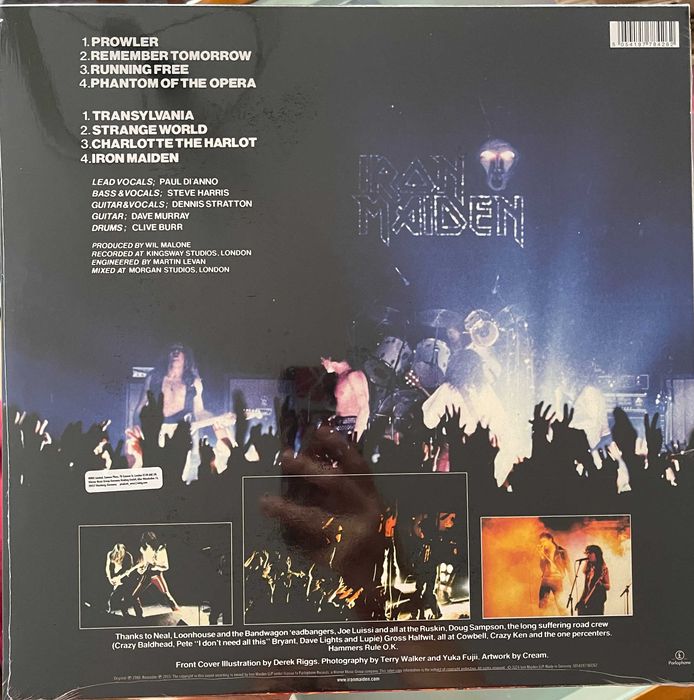 5 054197 784262
1. PROWLER
2. REMEMBER TOMORROW
3. RUNNING FREE
4. PHANTOM OF THE OPERA
1. TRANSYLVANIA
2. STRANGE WORLD
3. CHARLOTTE THE HARLOT
4. IRON MAIDEN
IRON
MAIDEN
LEAD VOCALS; PAUL DI'ANNO
BASS & VOCALS; STEVE HARRIS
GUITAR & VOCALS; DENNIS STRATTON
GUITAR; DAVE MURRAY
DRUMS; CLIVE BURR
PRODUCED BY WIL MALONE
RECORDED AT KINGSWAY STUDIOS, LONDON
ENGINEERED BY MARTIN LEVAN
MIXED AT MORGAN STUDIOS, LONDON
Thanks to Neal, Loonhouse and the Bandwagon 'eadbangers, Joe Luissi and all at the Ruskin, Doug Sampson, the long suffering road crew
(Crazy Baldhead, Pete "I don't need all this" Bryant, Dave Lights and Lupie) Gross Halfwit, all at Cowbell, Crazy Ken and the one percenters.
Hammers Rule O.K.
Front Cover Illustration by Derek Riggs. Photography by Terry Walker and Yuka Fujii. Artwork by Cream.
www.ironmaiden.com
Parlophone